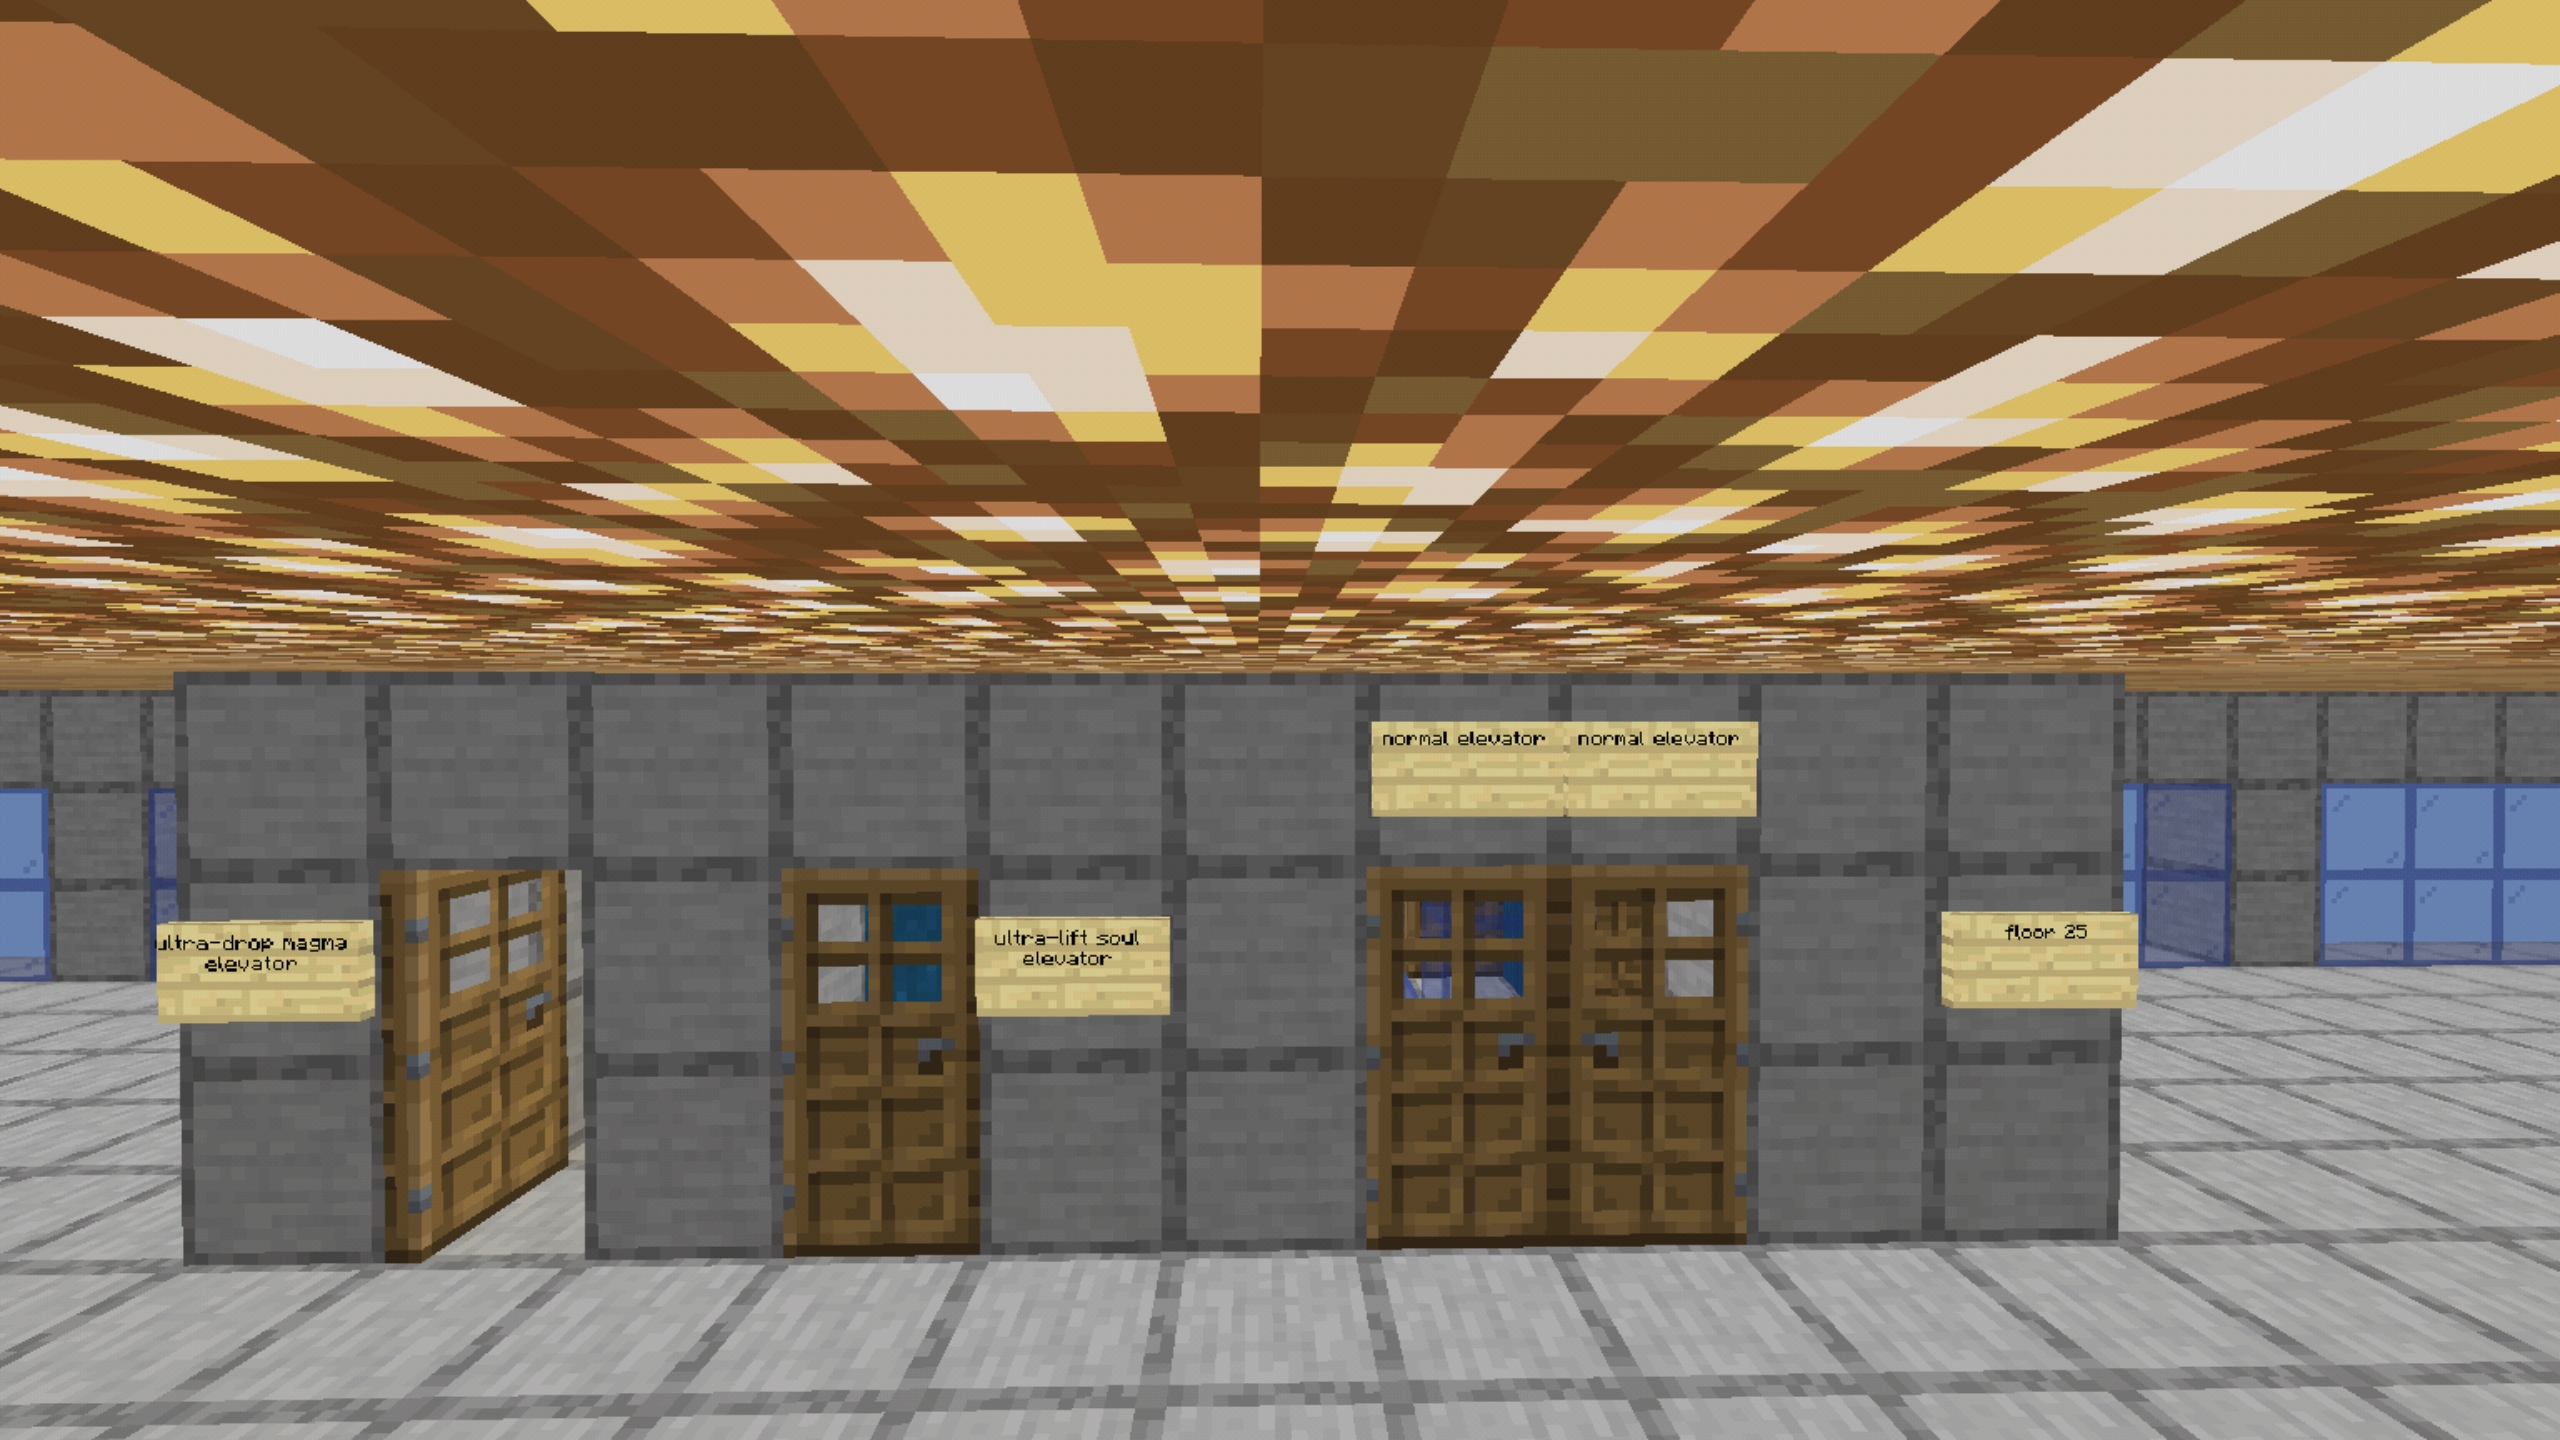 normal elevator
normal elevator
ultra-drop magma
elevator
ultra-lift soul
elevator
floor 25